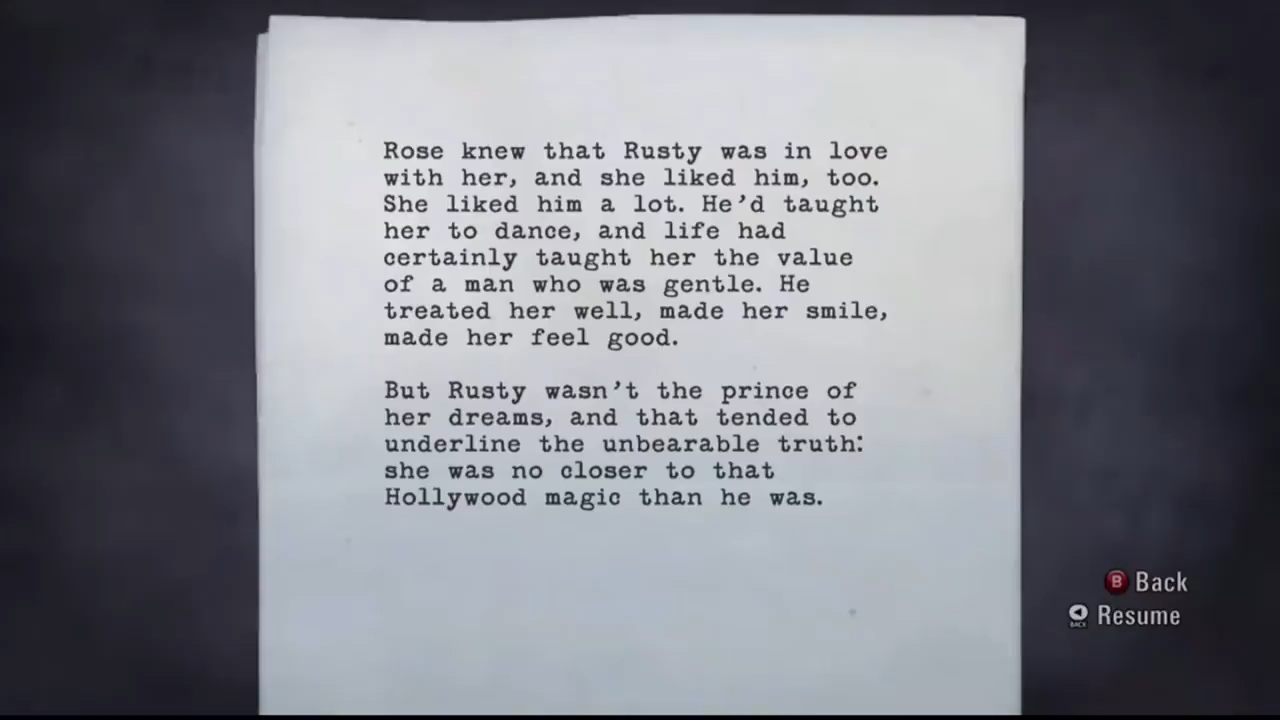 Rose knew that Rusty was in love
with her, and she liked him, too.
She liked him a lot. He’d taught
her to dance, and life had
certainly taught her the value
of a man who was gentle. He
treated her well, made her smile,
made her feel good.
But Rusty wasn’t the prince of
her dreams, and that tended to
underline the unbearable truth:
she was no closer to that
Hollywood magic than he was.
B Back
BACK Resume